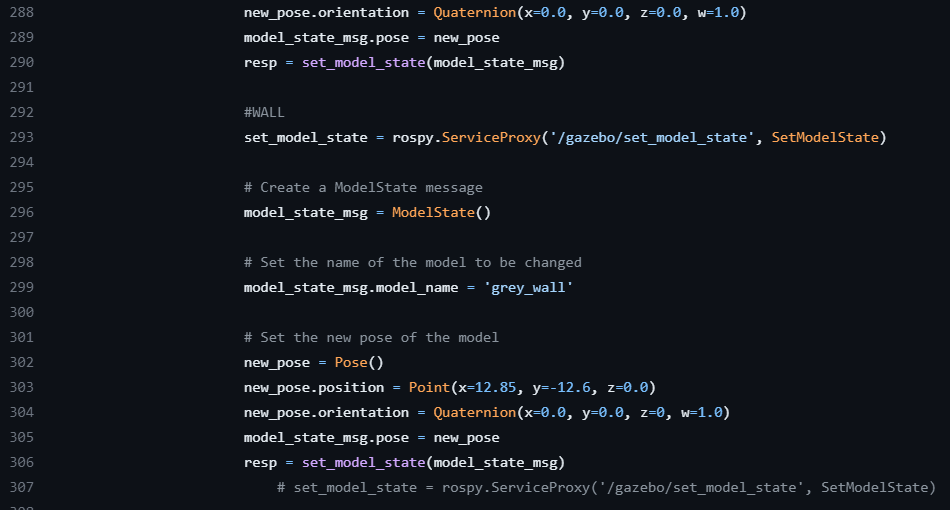 288 new_pose.orientation = Quaternion(x=0.0, y=0.0, z=0.0, w=1.0)
289 model_state_msg.pose = new_pose
290 resp = set_model_state(model_state_msg)
291
292 #WALL
293 set_model_state = rospy.ServiceProxy('/gazebo/set_model_state', SetModelState)
294
295 # Create a ModelState message
296 model_state_msg = ModelState()
297
298 # Set the name of the model to be changed
299 model_state_msg.model_name = 'grey_wall'
300
301 # Set the new pose of the model
302 new_pose = Pose()
303 new_pose.position = Point(x=12.85, y=-12.6, z=0.0)
304 new_pose.orientation = Quaternion(x=0.0, y=0.0, z=0, w=1.0)
305 model_state_msg.pose = new_pose
306 resp = set_model_state(model_state_msg)
307 # set_model_state = rospy.ServiceProxy('/gazebo/set_model_state', SetModelState)